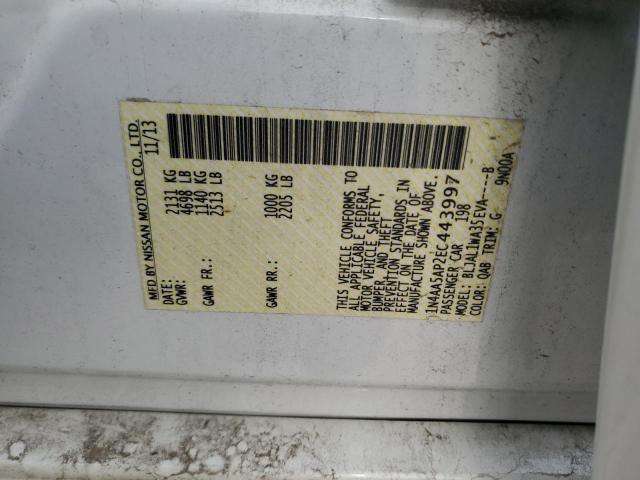 MFD BY NISSAN MOTOR CO., LTD.
DATE: 11/13
GVWR: 2131 KG
4698 LB
GAWR FR.: 1140 KG
2513 LB
GAWR RR.: 1000 KG
2205 LB
THIS VEHICLE CONFORMS TO
ALL APPLICABLE FEDERAL
MOTOR VEHICLE SAFETY,
BUMPER, AND THEFT
PREVENTION STANDARDS IN
EFFECT ON THE DATE OF
MANUFACTURE SHOWN ABOVE.
1N4AA5AP2EC443997
PASSENGER CAR 198
MODEL: BLJALIWA35EVA----B
COLOR: QAB TRIM: G 9N00A